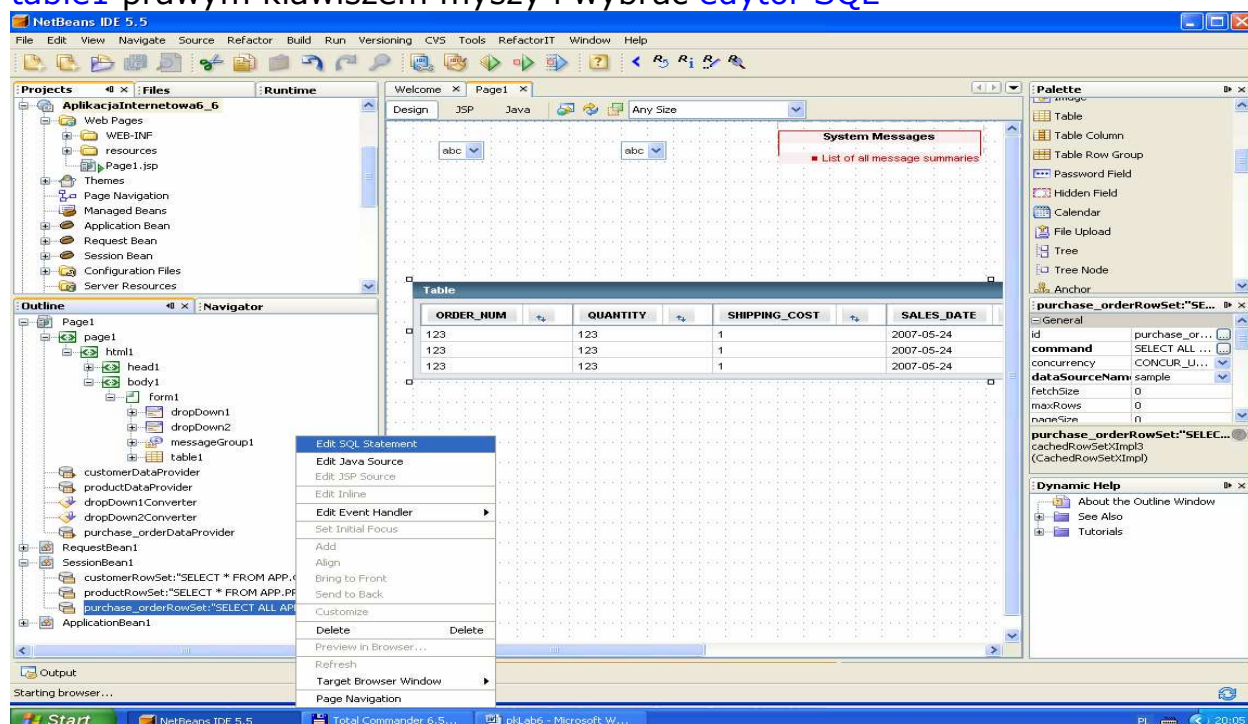 table1 prawym klawiszem myszy i wybrać edytor SQL
NetBeans IDE 5.5
File Edit View Navigate Source Refactor Build Run Versioning CVS Tools RefactorIT Window Help
Projects Files Runtime
AplikacjaInternetowa6_6
Web Pages
WEB-INF
resources
Page1.jsp
Themes
Page Navigation
Managed Beans
Application Bean
Request Bean
Session Bean
Configuration Files
Server Resources
Outline Navigator
Page1
page1
html1
head1
body1
form1
dropDown1
dropDown2
messageGroup1
table1
customerDataProvider
productDataProvider
dropDown1Converter
dropDown2Converter
purchase_orderDataProvider
RequestBean1
SessionBean1
customerRowSet:"SELECT * FROM APP.
productRowSet:"SELECT * FROM APP.PR
purchase_orderRowSet:"SELECT ALL AP
ApplicationBean1
Welcome Page1
Design JSP Java Any Size
abc abc
System Messages
List of all message summaries
Table
ORDER_NUM QUANTITY SHIPPING_COST SALES_DATE
123 123 1 2007-05-24
123 123 1 2007-05-24
123 123 1 2007-05-24
Edit SQL Statement
Edit Java Source
Edit JSP Source
Edit Inline
Edit Event Handler
Set Initial Focus
Add
Align
Bring to Front
Send to Back
Customize
Delete Delete
Preview in Browser...
Refresh
Target Browser Window
Page Navigation
Palette
Image
Table
Table Column
Table Row Group
Password Field
Hidden Field
Calendar
File Upload
Tree
Tree Node
Anchor
purchase_orderRowSet:"SE...
General
id purchase_or...
command SELECT ALL ...
concurrency CONCUR_U...
dataSourceNam sample
fetchSize 0
maxRows 0
pageSize 0
purchase_orderRowSet:"SELEC...
cachedRowSetXImpl3
(CachedRowSetXImpl)
Dynamic Help
About the Outline Window
See Also
Tutorials
Output
Starting browser...
Start NetBeans IDE 5.5 Total Commander 6.5... pkLab6 - Microsoft W... PL 20:05